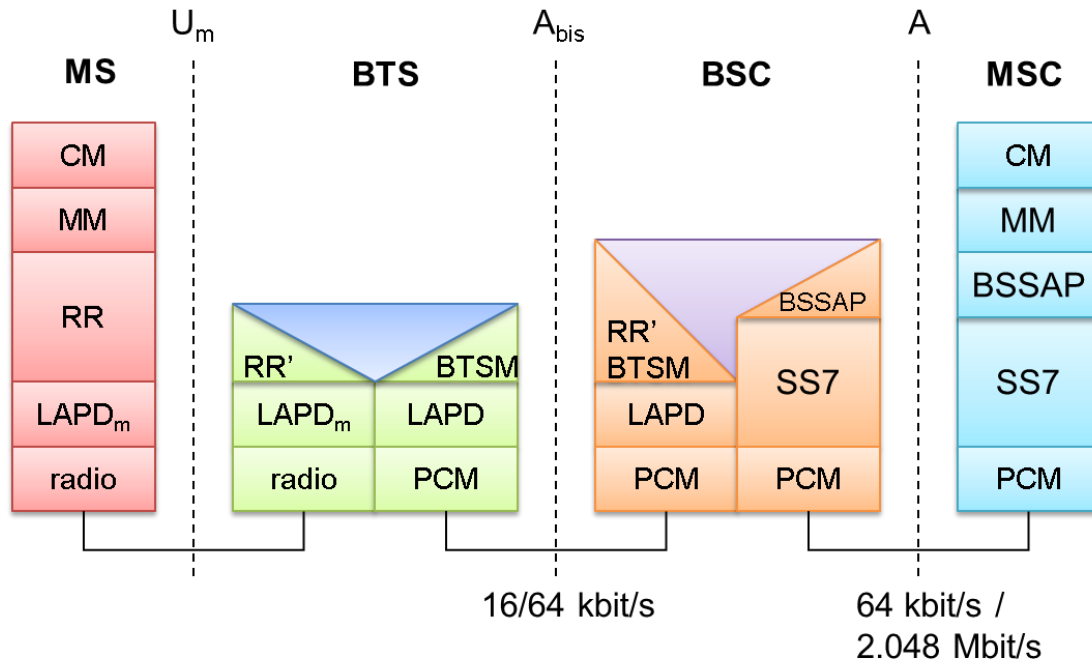 Um Abis A
MS BTS BSC MSC
CM CM
MM MM
RR BSSAP BSSAP
RR' BTSM RR' BTSM SS7 SS7
LAPDm LAPDm LAPD LAPD
radio radio PCM PCM PCM PCM
16/64 kbit/s 64 kbit/s /
2.048 Mbit/s